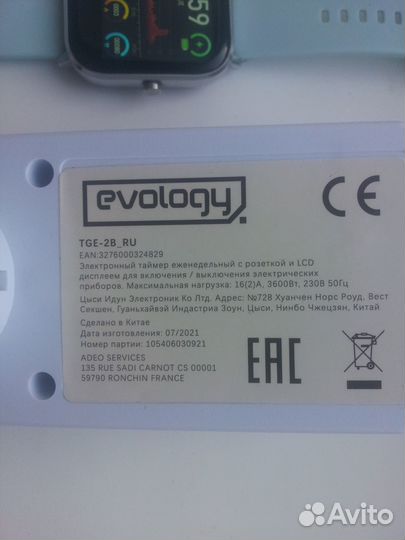 59
evology
CE
TGE-2B_RU
EAN:3276000324829
Электронный таймер еженедельный с розеткой и LCD
дисплеем для включения / выключения электрических
приборов. Максимальная нагрузка: 16(2)А, 3600Вт, 230В 50Гц
Цыси Идун Электроник Ко Лтд. Адрес: №728 Хуанчен Норс Роуд, Вест
Секшен, Гуаньхайвэй Индастриа Зоун, Цыси, Нинбо Чжецзян, Китай
Сделано в Китае
Дата изготовления: 07/2021
Номер партии: 105406030921
ADEO SERVICES
135 RUE SADI CARNOT CS 00001
59790 RONCHIN FRANCE
EAC
Avito